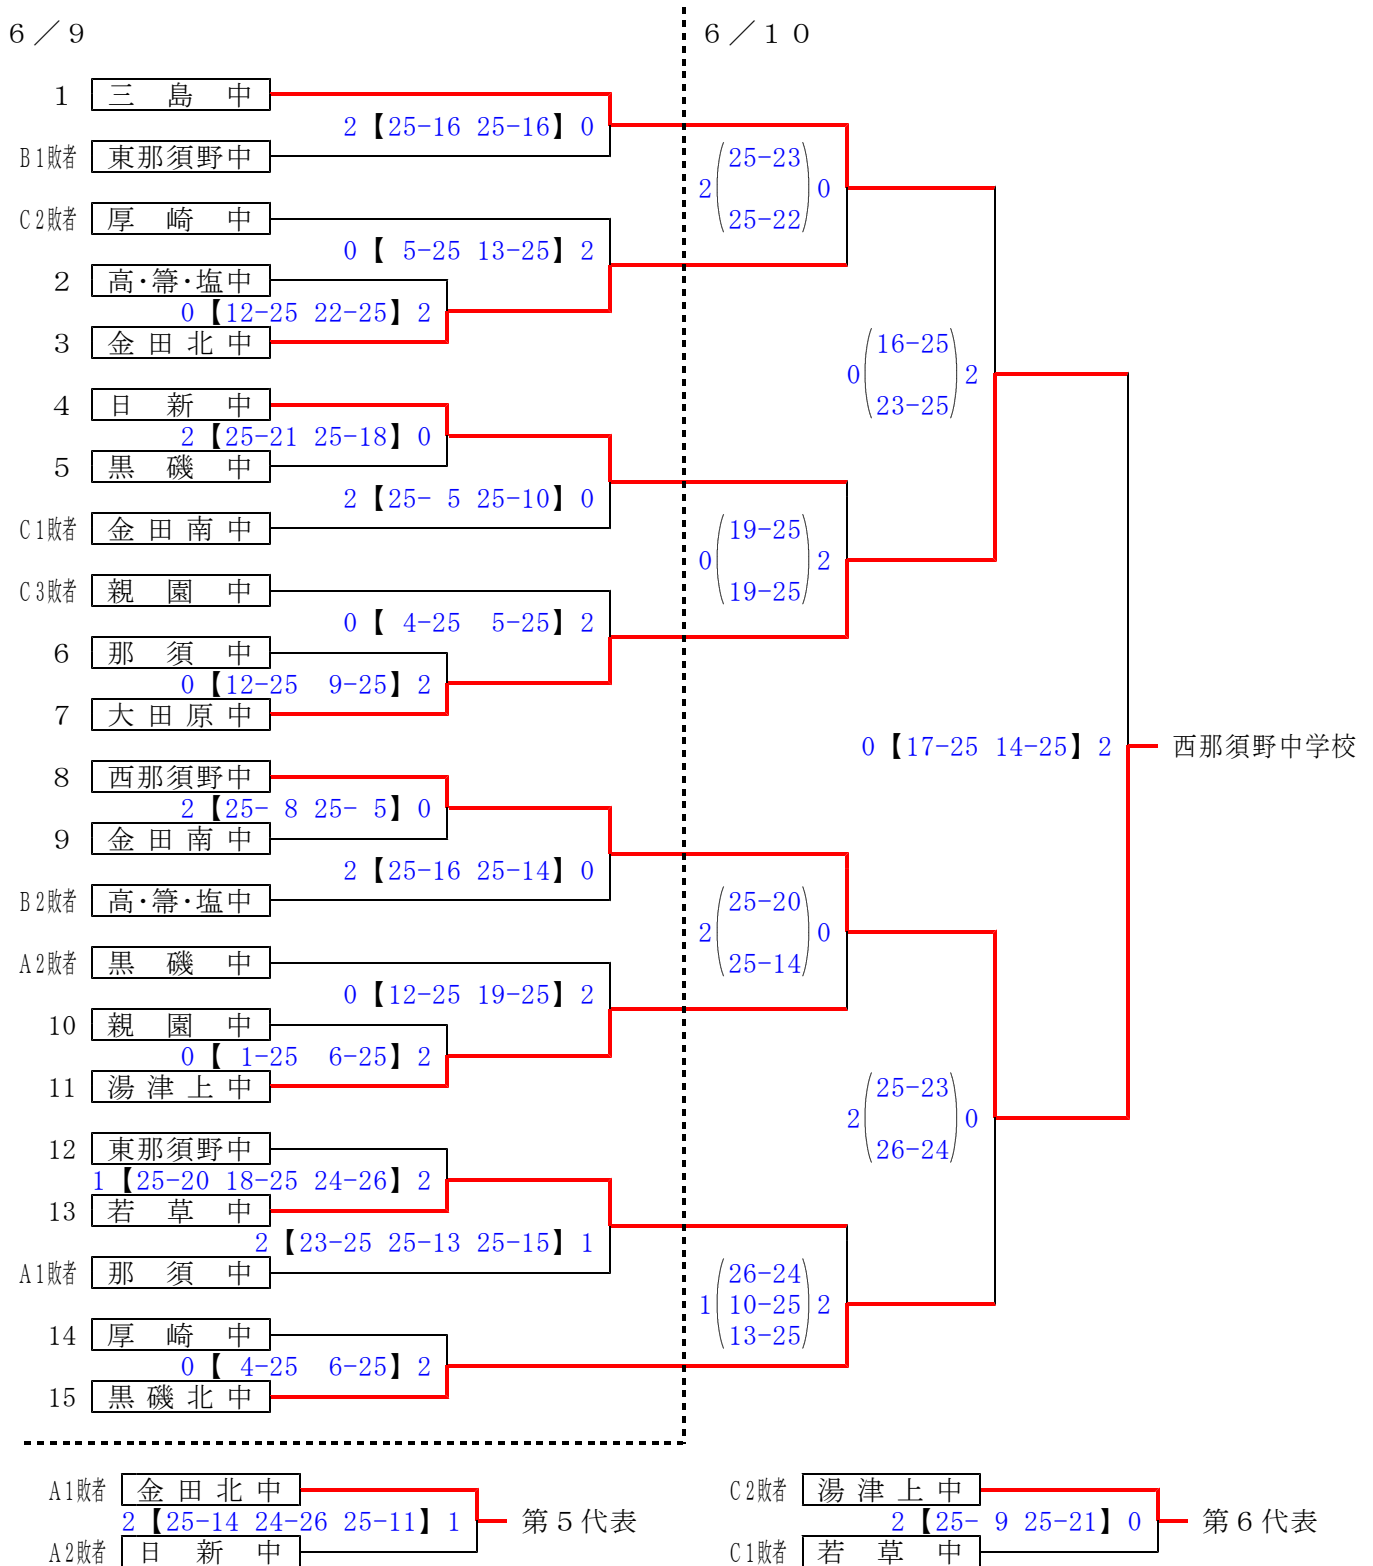 ６／９
６／１０
1 三島中
2【25-16 25-16】0
B1敗者 東那須野中
C2敗者 厚崎中
0【 5-25 13-25】2
2 高・箒・塩中
0【12-25 22-25】2
3 金田北中
4 日新中
2【25-21 25-18】0
5 黒磯中
2【25- 5 25-10】0
C1敗者 金田南中
C3敗者 親園中
0【 4-25  5-25】2
6 那須中
0【12-25  9-25】2
7 大田原中
8 西那須野中
2【25- 8 25- 5】0
9 金田南中
2【25-16 25-14】0
B2敗者 高・箒・塩中
A2敗者 黒磯中
0【12-25 19-25】2
10 親園中
0【 1-25  6-25】2
11 湯津上中
12 東那須野中
1【25-20 18-25 24-26】2
13 若草中
2【23-25 25-13 25-15】1
A1敗者 那須中
14 厚崎中
0【 4-25  6-25】2
15 黒磯北中
25-23
2( )0
25-22
16-25
0( )2
23-25
19-25
0( )2
19-25
0【17-25 14-25】2 西那須野中学校
25-20
2( )0
25-14
25-23
2( )0
26-24
26-24
1(10-25)2
13-25
A1敗者 金田北中
2【25-14 24-26 25-11】1 第５代表
A2敗者 日新中
C2敗者 湯津上中
2【25- 9 25-21】0 第６代表
C1敗者 若草中